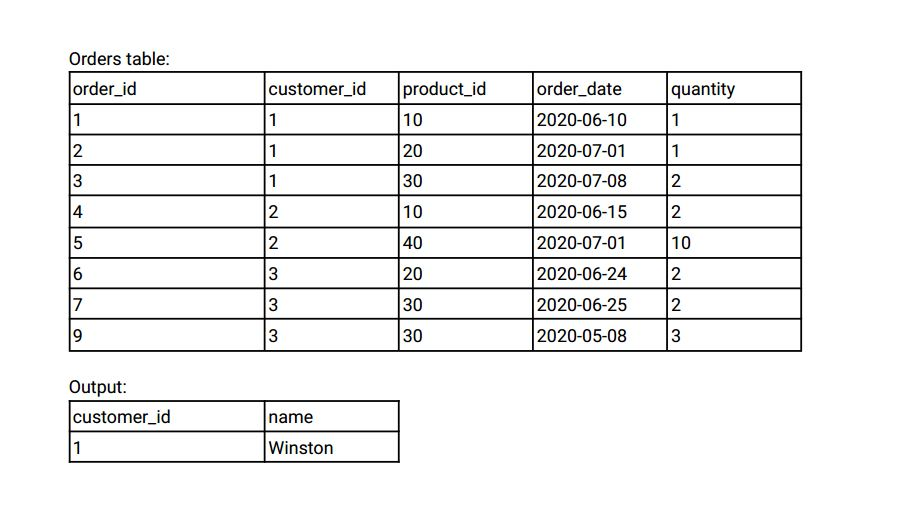 Orders table:
order_id customer_id product_id order_date quantity
1 1 10 2020-06-10 1
2 1 20 2020-07-01 1
3 1 30 2020-07-08 2
4 2 10 2020-06-15 2
5 2 40 2020-07-01 10
6 3 20 2020-06-24 2
7 3 30 2020-06-25 2
9 3 30 2020-05-08 3
Output:
customer_id name
1 Winston